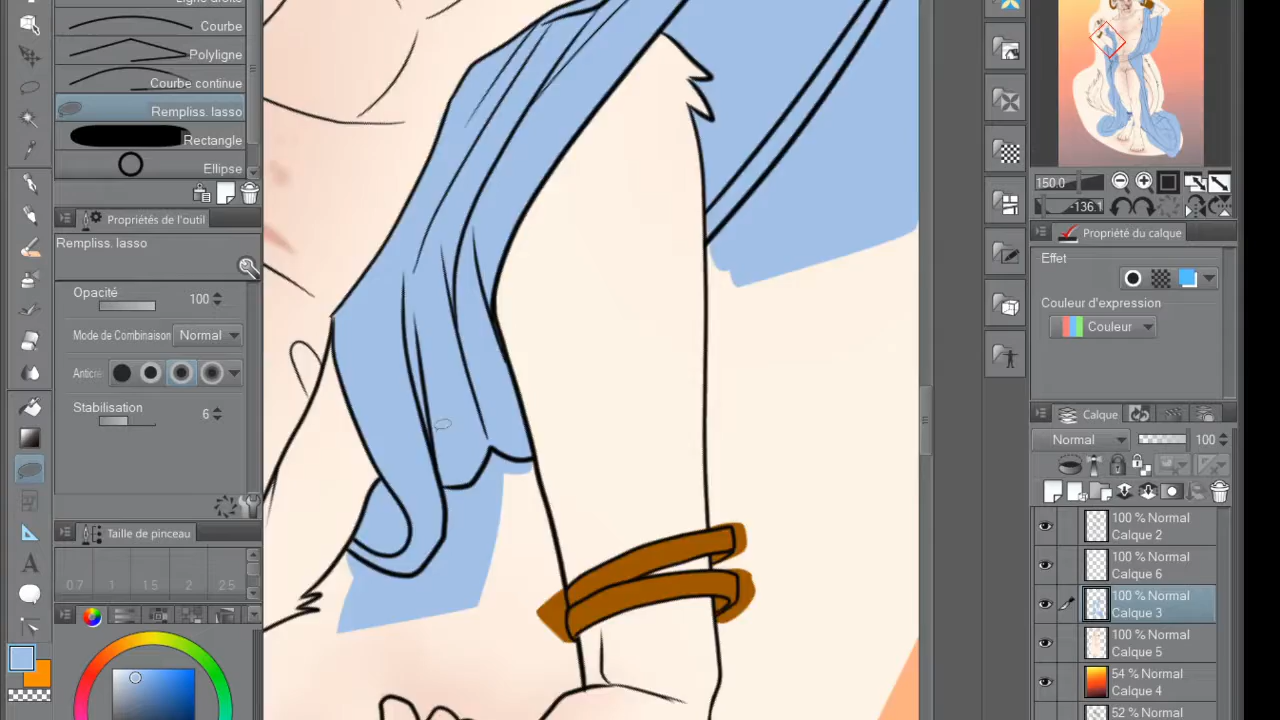 Ligne droite
Courbe
Polyligne
Courbe continue
Rempliss. lasso
Rectangle
Ellipse
Propriétés de l'outil
Rempliss. lasso
Opacité 100
Mode de Combinaison Normal
Anticré
Stabilisation 6
Taille de pinceau
0.7 1 1.5 2 2.5
A
150.0
-136.1
Propriété du calque
Effet
Couleur d'expression
Couleur
Calque
Normal 100
100 % Normal
Calque 2
100 % Normal
Calque 6
100 % Normal
Calque 3
100 % Normal
Calque 5
54 % Normal
Calque 4
52 % Normal